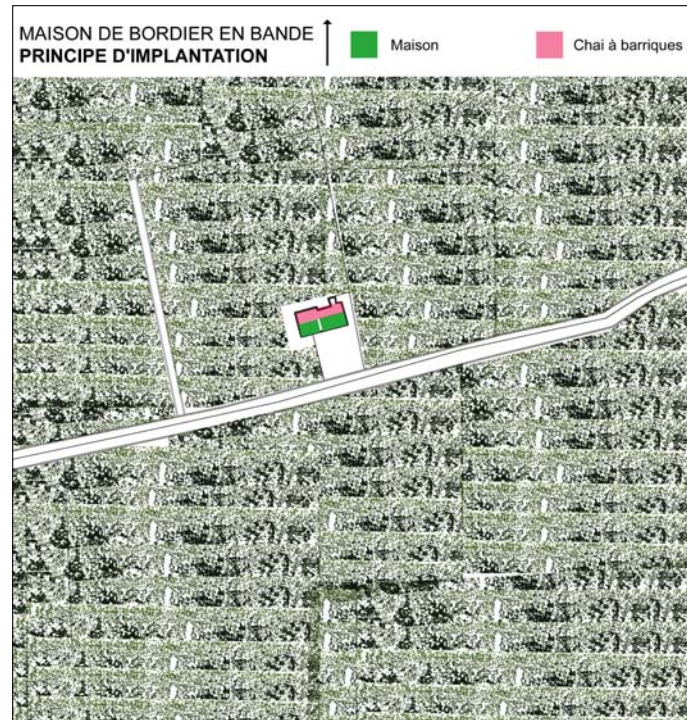 MAISON DE BORDIER EN BANDE
PRINCIPE D'IMPLANTATION
Maison
Chai à barriques